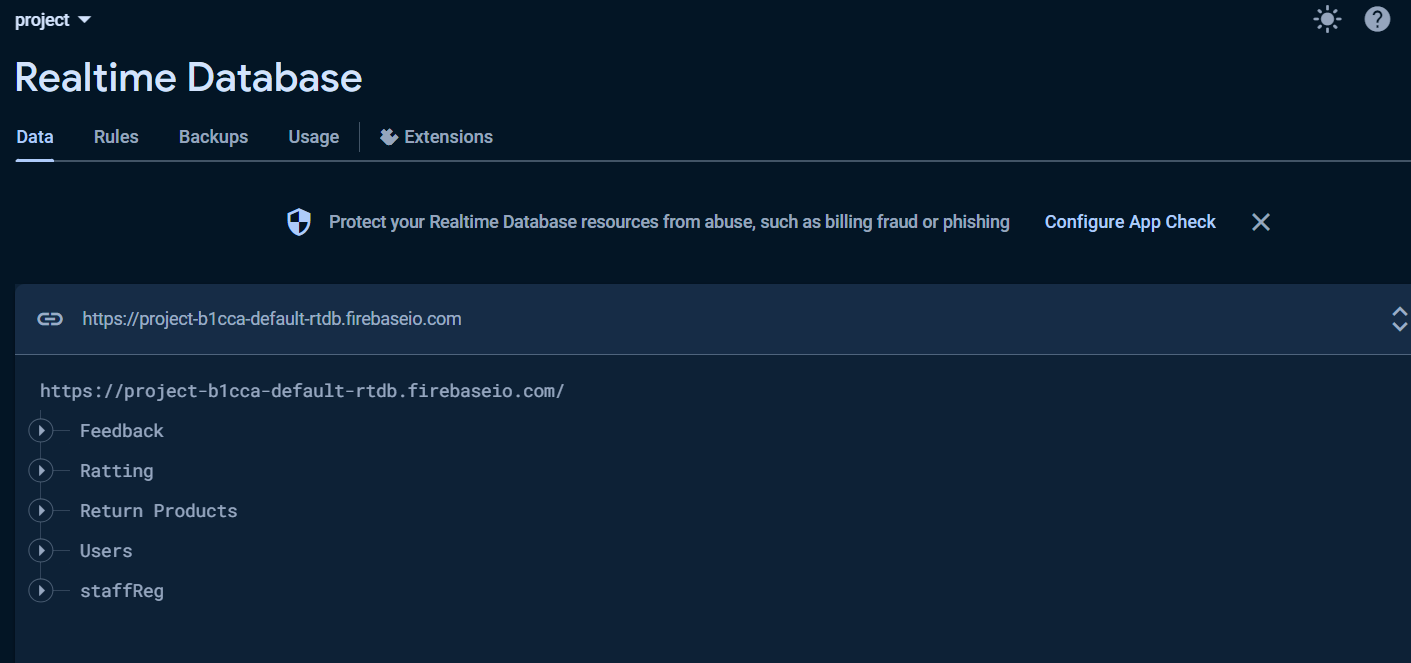 project
Realtime Database
Data Rules Backups Usage Extensions
Protect your Realtime Database resources from abuse, such as billing fraud or phishing Configure App Check
https://project-b1cca-default-rtdb.firebaseio.com
https://project-b1cca-default-rtdb.firebaseio.com/
Feedback
Ratting
Return Products
Users
staffReg